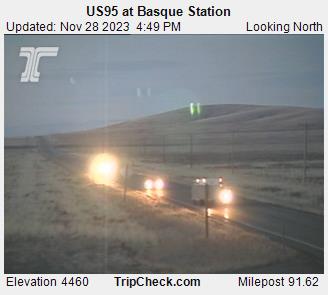 US95 at Basque Station
Updated: Nov 28 2023 4:49 PM Looking North
Elevation 4460 TripCheck.com Milepost 91.62